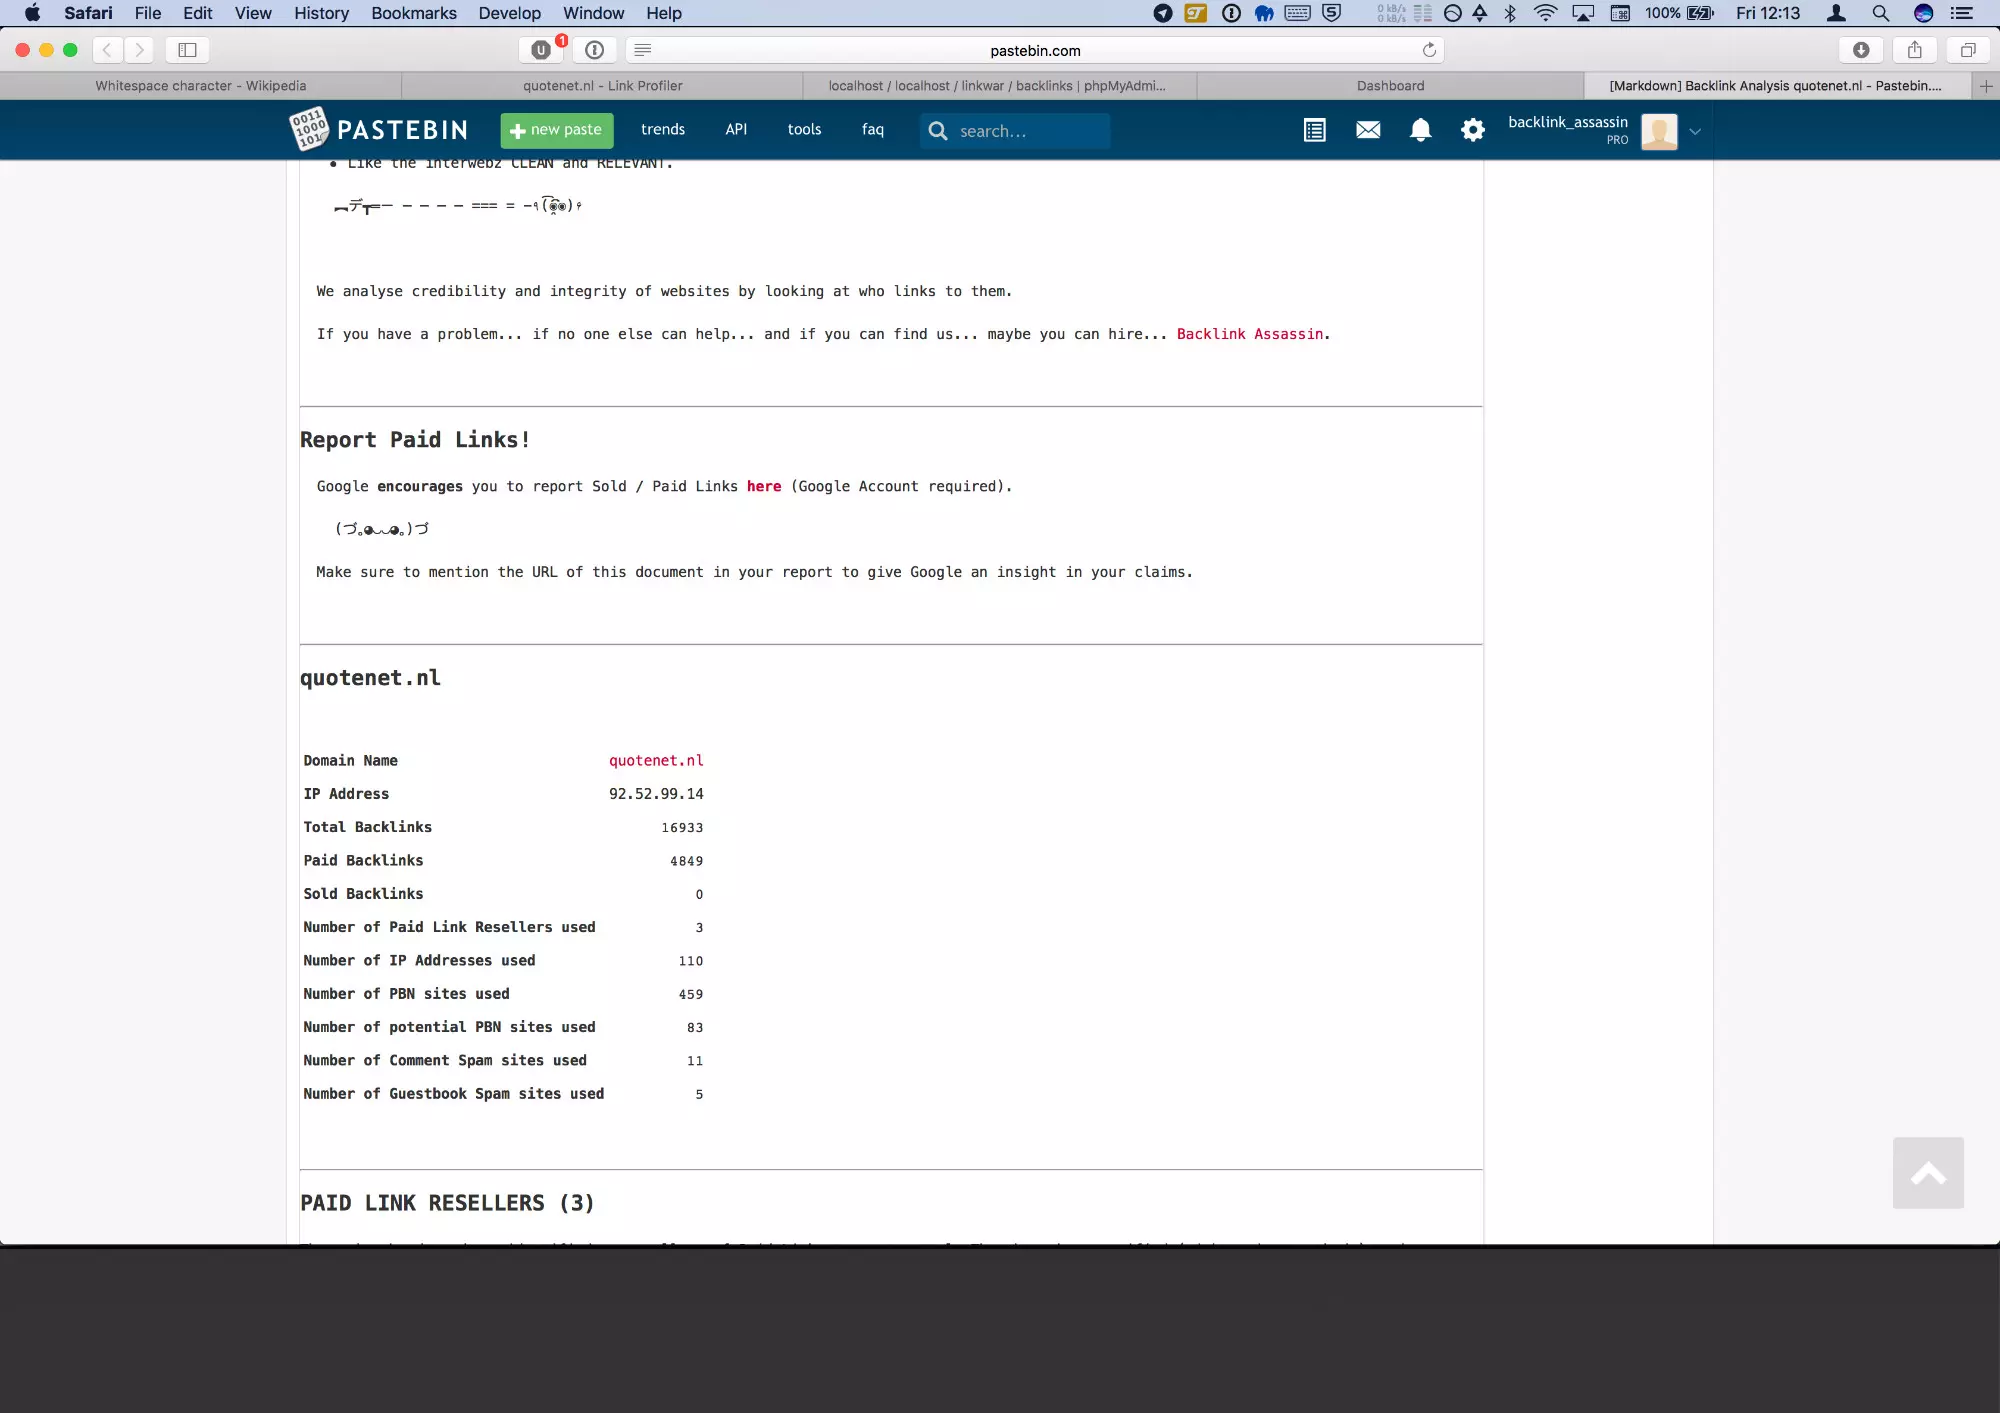 Safari File Edit View History Bookmarks Develop Window Help 0 kB/s 0 kB/s 100% Fri 12:13
1 pastebin.com
Whitespace character - Wikipedia quotenet.nl - Link Profiler localhost / localhost / linkwar / backlinks | phpMyAdmi... Dashboard [Markdown] Backlink Analysis quotenet.nl - Pastebin....
PASTEBIN + new paste trends API tools faq search... backlink_assassin PRO
• Like the interwebz CLEAN and RELEVANT.
We analyse credibility and integrity of websites by looking at who links to them.
If you have a problem... if no one else can help... and if you can find us... maybe you can hire... Backlink Assassin.
Report Paid Links!
Google encourages you to report Sold / Paid Links here (Google Account required).
(づ｡◕‿‿◕｡)づ
Make sure to mention the URL of this document in your report to give Google an insight in your claims.
quotenet.nl
Domain Name quotenet.nl
IP Address 92.52.99.14
Total Backlinks 16933
Paid Backlinks 4849
Sold Backlinks 0
Number of Paid Link Resellers used 3
Number of IP Addresses used 110
Number of PBN sites used 459
Number of potential PBN sites used 83
Number of Comment Spam sites used 11
Number of Guestbook Spam sites used 5
PAID LINK RESELLERS (3)